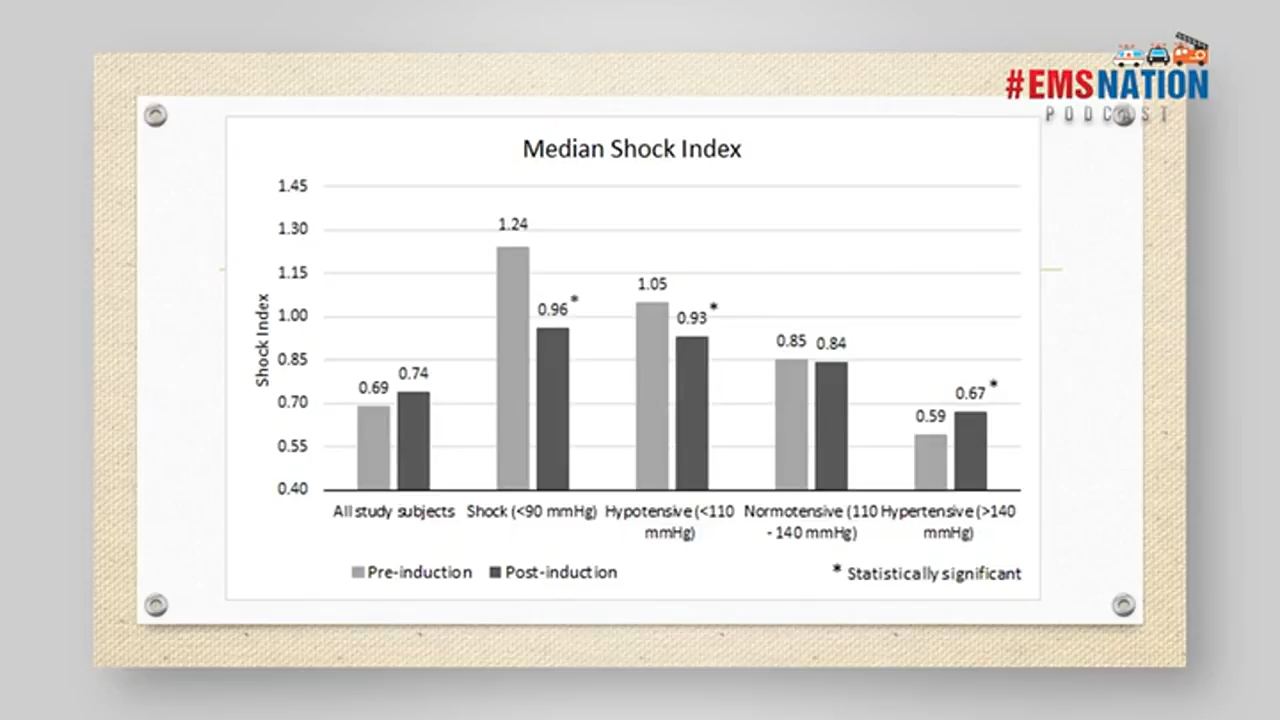 #EMSNATION
PODCAST
Median Shock Index
1.45
1.30
1.15
1.00
0.85
0.70
0.55
0.40
Shock Index
0.69
0.74
1.24
0.96 *
1.05
0.93 *
0.85
0.84
0.59
0.67 *
All study subjects
Shock (<90 mmHg)
Hypotensive (<110
mmHg)
Normotensive (110
- 140 mmHg)
Hypertensive (>140
mmHg)
Pre-induction
Post-induction
* Statistically significant